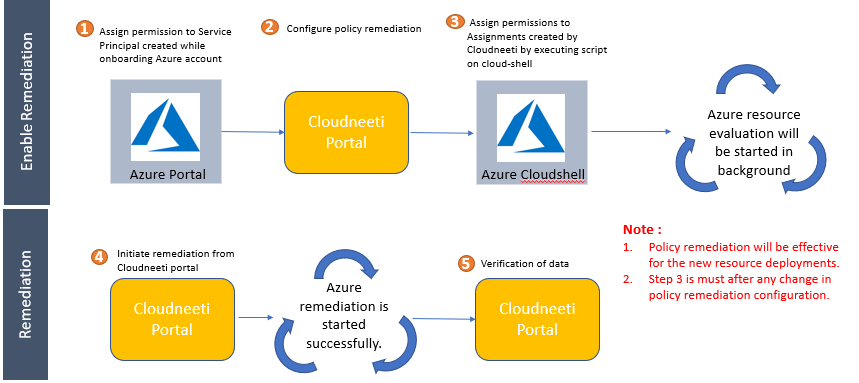 Enable Remediation
1 Assign permission to Service
Principal created while
onboarding Azure account
2 Configure policy remediation
3 Assign permissions to
Assignments created by
Cloudneeti by executing script
on cloud-shell
Azure Portal
Cloudneeti
Portal
Azure Cloudshell
Azure resource
evaluation will
be started in
background
Remediation
4 Initiate remediation from
Cloudneeti portal
Cloudneeti
Portal
Azure
remediation is
started
successfully.
5 Verification of data
Cloudneeti
Portal
Note :
1. Policy remediation will be effective
for the new resource deployments.
2. Step 3 is must after any change in
policy remediation configuration.